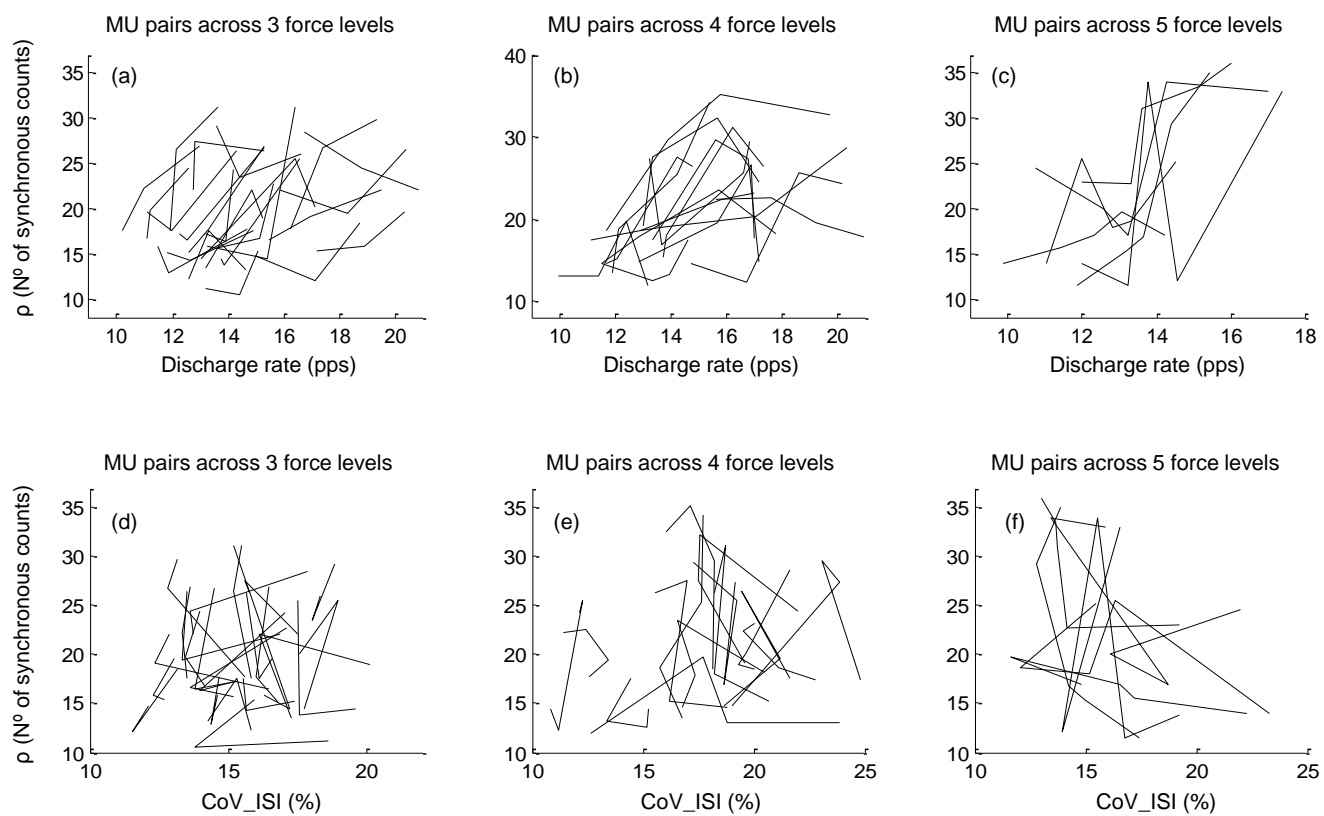 MU pairs across 3 force levels
MU pairs across 4 force levels
MU pairs across 5 force levels
ρ (Nº of synchronous counts)
35
30
25
20
15
10
(a)
10 12 14 16 18 20
Discharge rate (pps)
40
30
20
10
(b)
10 12 14 16 18 20
Discharge rate (pps)
35
30
25
20
15
10
(c)
10 12 14 16 18
Discharge rate (pps)
MU pairs across 3 force levels
MU pairs across 4 force levels
MU pairs across 5 force levels
ρ (Nº of synchronous counts)
35
30
25
20
15
10
(d)
10 15 20
CoV_ISI (%)
35
30
25
20
15
10
(e)
10 15 20 25
CoV_ISI (%)
35
30
25
20
15
10
(f)
15 20 25
CoV_ISI (%)